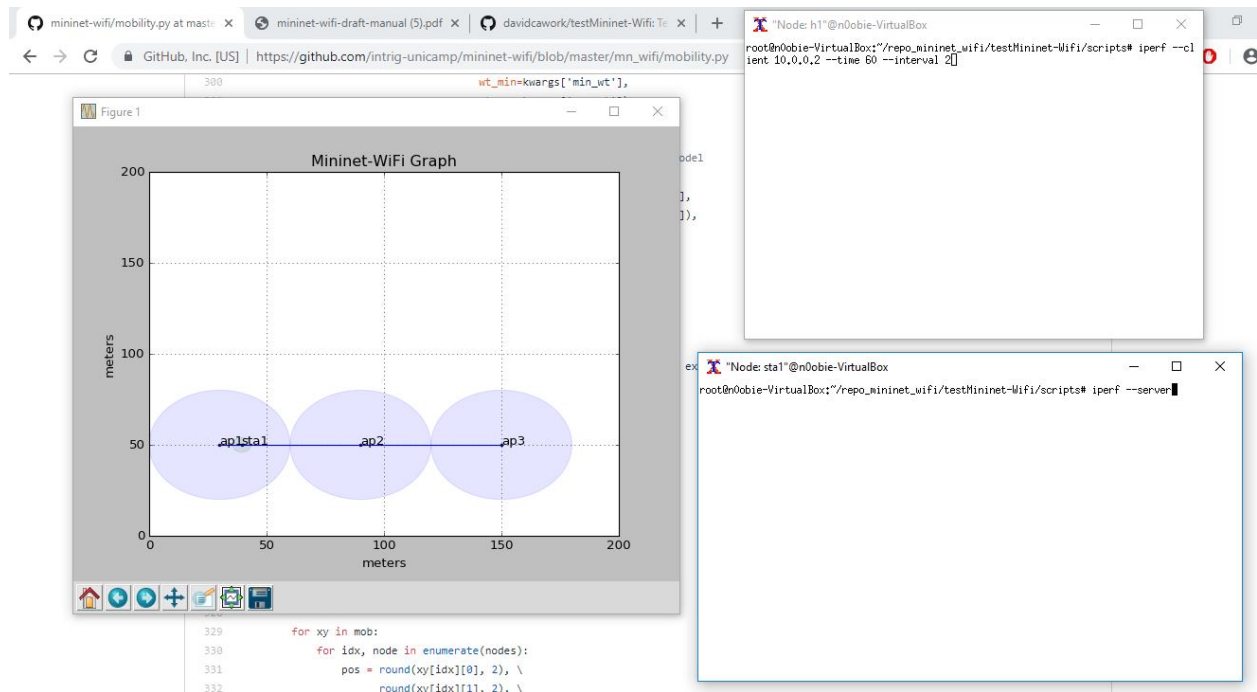 mininet-wifi/mobility.py at maste
mininet-wifi-draft-manual (5).pdf
davidcawork/testMininet-Wifi: Te
GitHub, Inc. [US] | https://github.com/intrig-unicamp/mininet-wifi/blob/master/mn_wifi/mobility.py
300 wt_min=kwargs['min_wt'],
Figure 1
odel
],
]),
ex
Mininet-WiFi Graph
200
150
100
50
0
meters
ap1 sta1 ap2 ap3
0 50 100 150 200
meters
329 for xy in mob:
330 for idx, node in enumerate(nodes):
331 pos = round(xy[idx][0], 2), \
332 round(xy[idx][1], 2), \
"Node: h1"@n0obie-VirtualBox
root@n0obie-VirtualBox:~/repo_mininet_wifi/testMininet-Wifi/scripts# iperf --cl
ient 10.0.0.2 --time 60 --interval 2
"Node: sta1"@n0obie-VirtualBox
root@n0obie-VirtualBox:~/repo_mininet_wifi/testMininet-Wifi/scripts# iperf --server